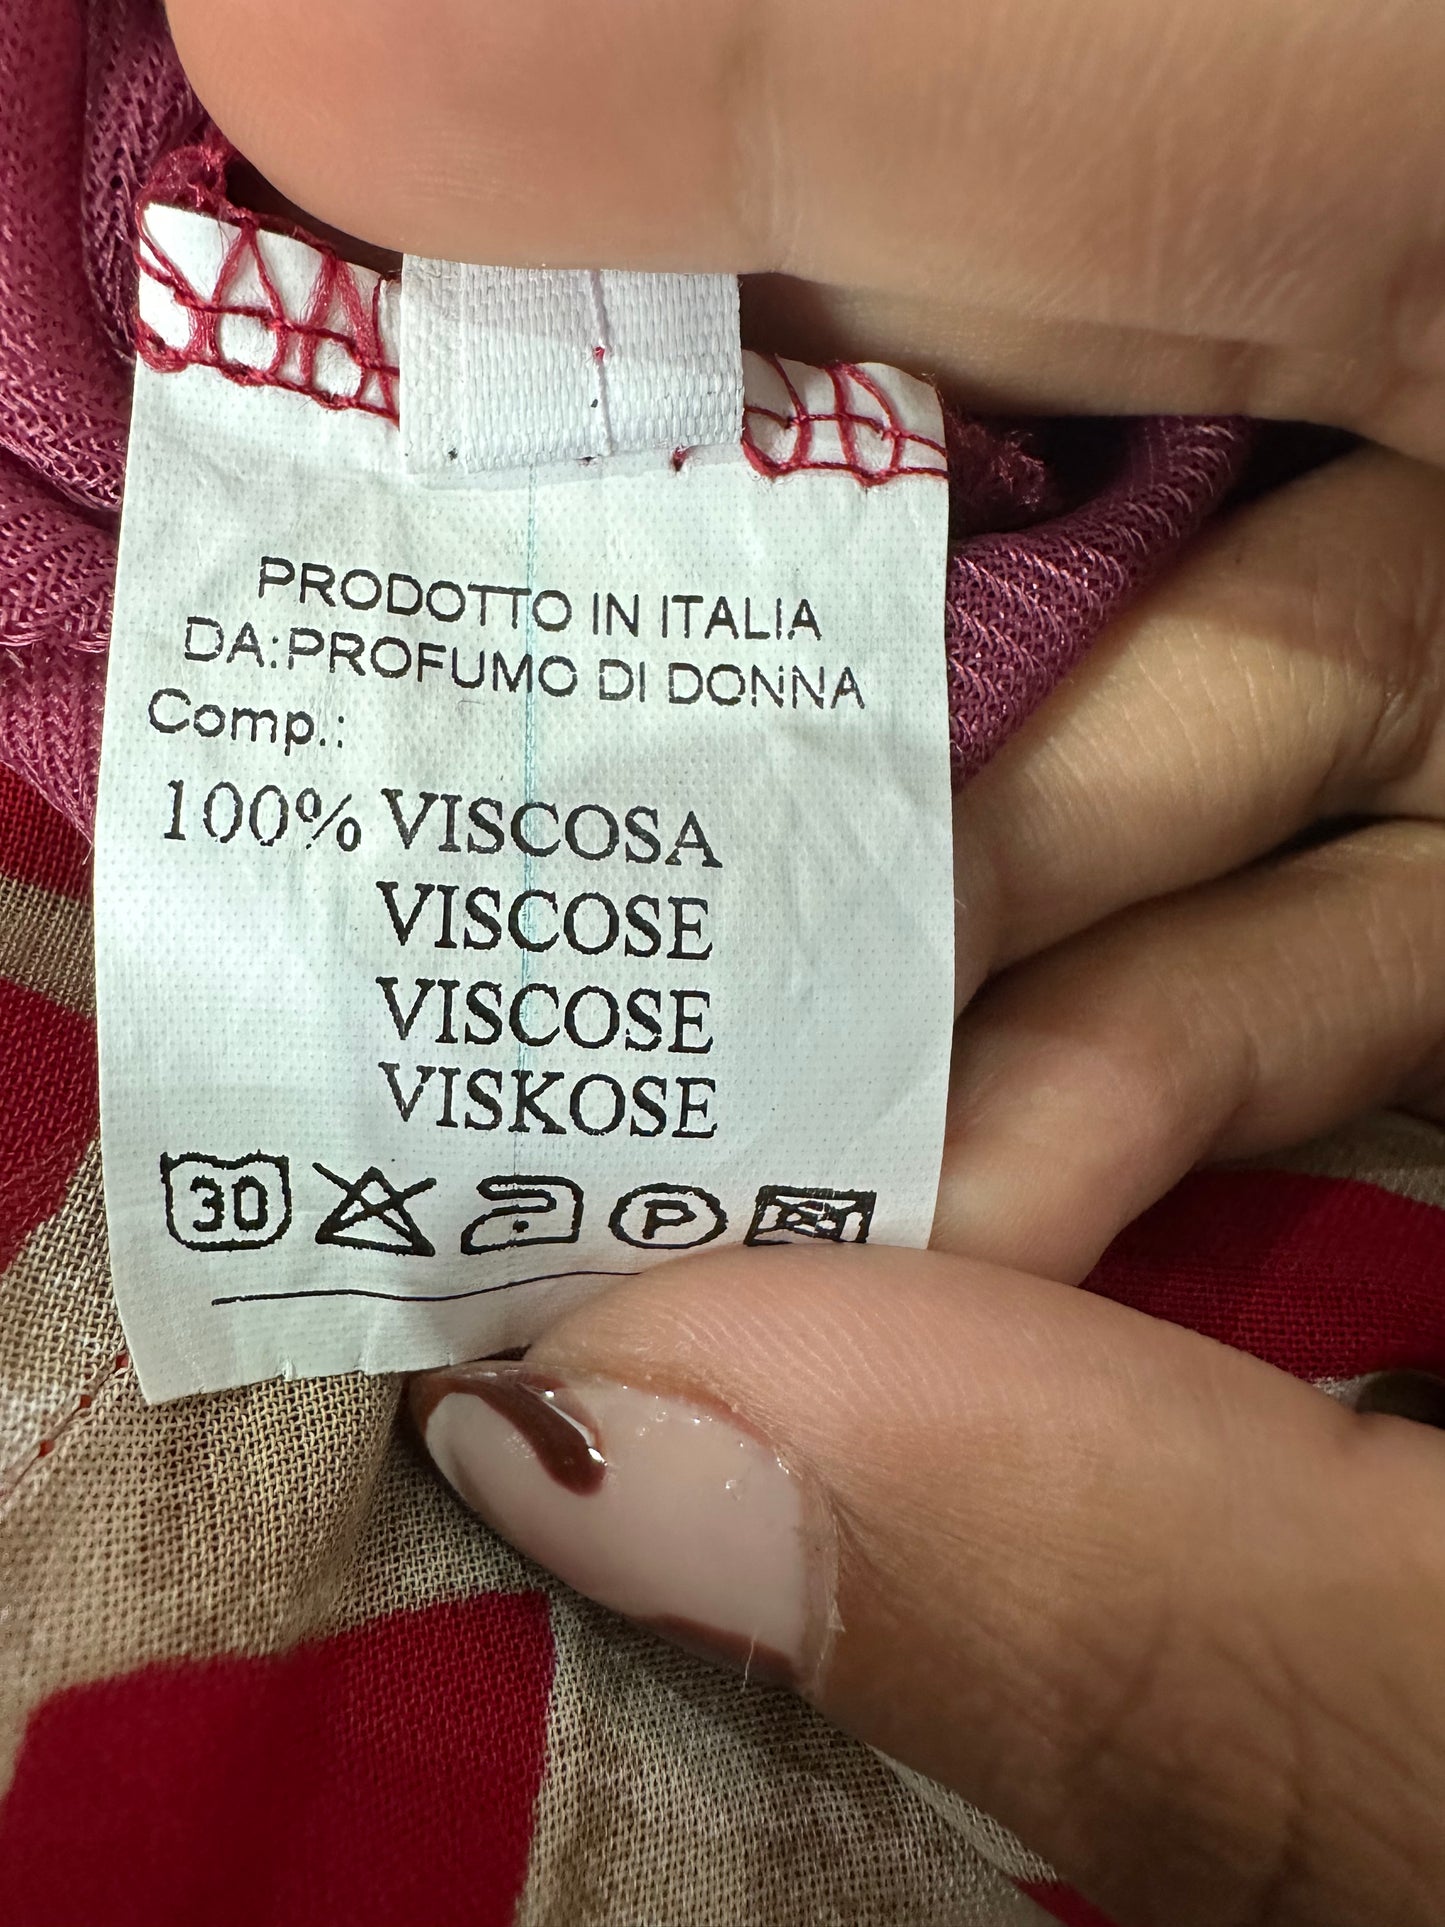 PRODOTTO IN ITALIA
DA:PROFUMO DI DONNA
Comp.:
100% VISCOSA
VISCOSE
VISCOSE
VISKOSE
30 P